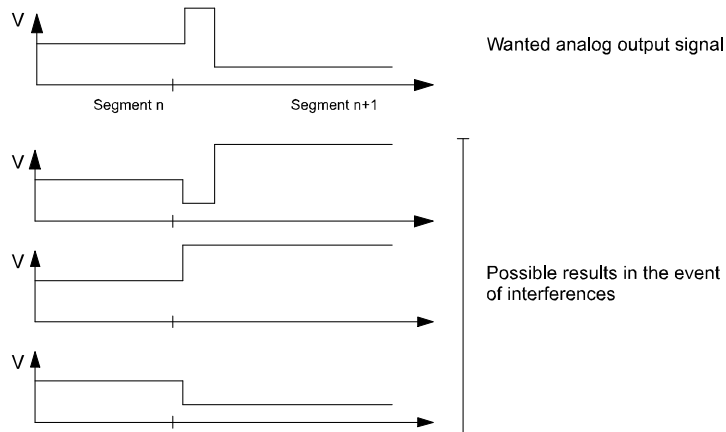 V
Wanted analog output signal
Segment n
Segment n+1
V
V
Possible results in the event
of interferences
V